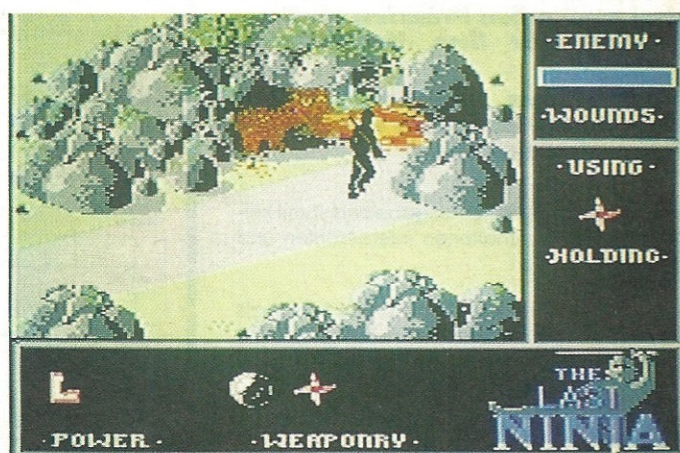 ·ENEMY·
·WOUNDS·
·USING·
·HOLDING·
·POWER·
·WEAPONRY·
THE
LAST
NINJA